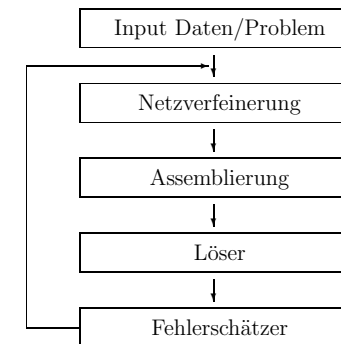 Input Daten/Problem
Netzverfeinerung
Assemblierung
Löser
Fehlerschätzer